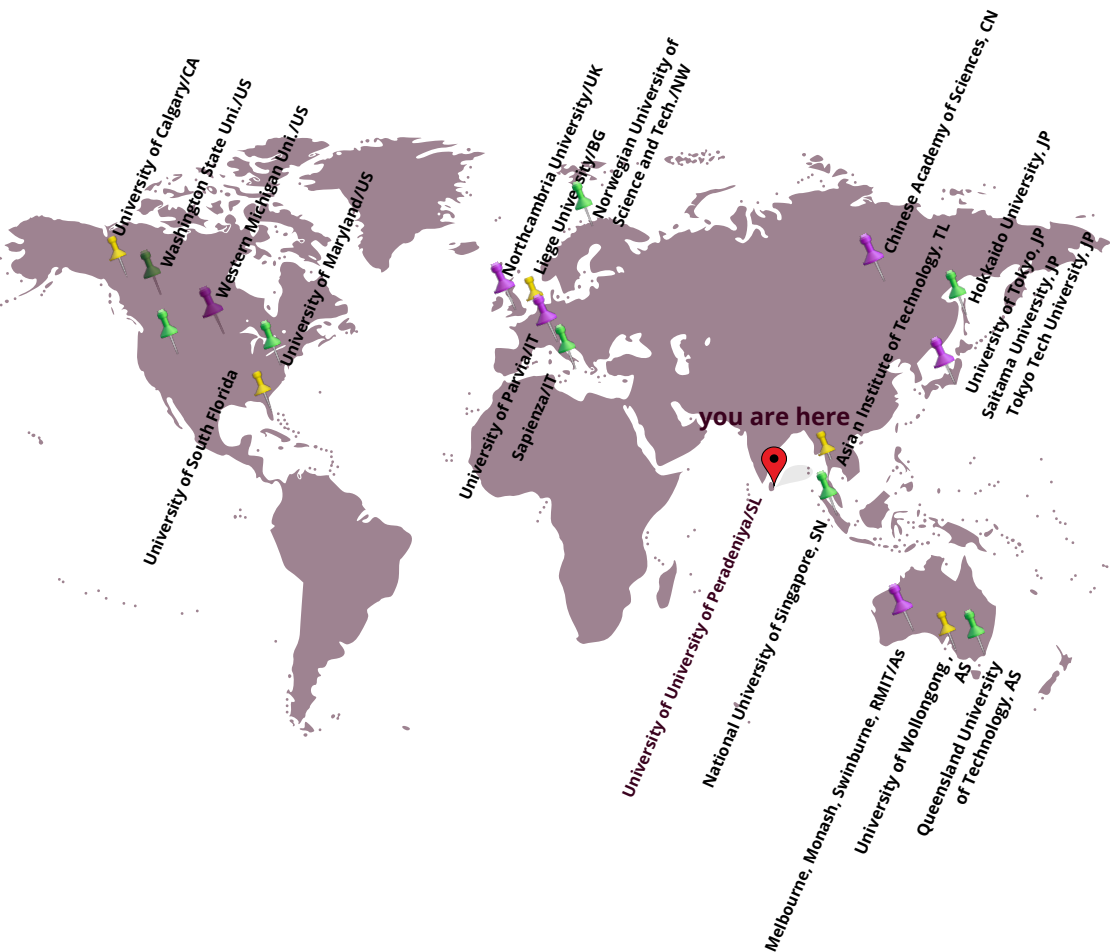 University of Calgary/CA
Washington State Uni./US
Western Michigan Uni./US
University of Maryland/US
University of South Florida
Northcambria University/UK
Liege University/BG
Norwegian University of
Science and Tech./NW
University of Parvia/IT
Sapienza/IT
Chinese Academy of Sciences, CN
Hokkaido University, JP
University of Tokyo, JP
Saitama University,JP
Tokyo Tech University,JP
Asia n Institute of Technology, TL
you are here
University of University of Peradeniya/SL
National University of Singapore, SN
Melbourne, Monash, Swinburne, RMIT/As
University of Wollongong ,
AS
Queensland University
of Technology, AS